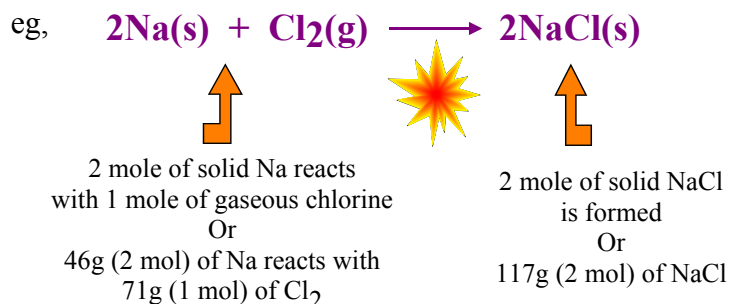 eg, 2Na(s) + Cl2(g) 2NaCl(s)
2 mole of solid Na reacts
with 1 mole of gaseous chlorine
Or
46g (2 mol) of Na reacts with
71g (1 mol) of Cl2
2 mole of solid NaCl
is formed
Or
117g (2 mol) of NaCl